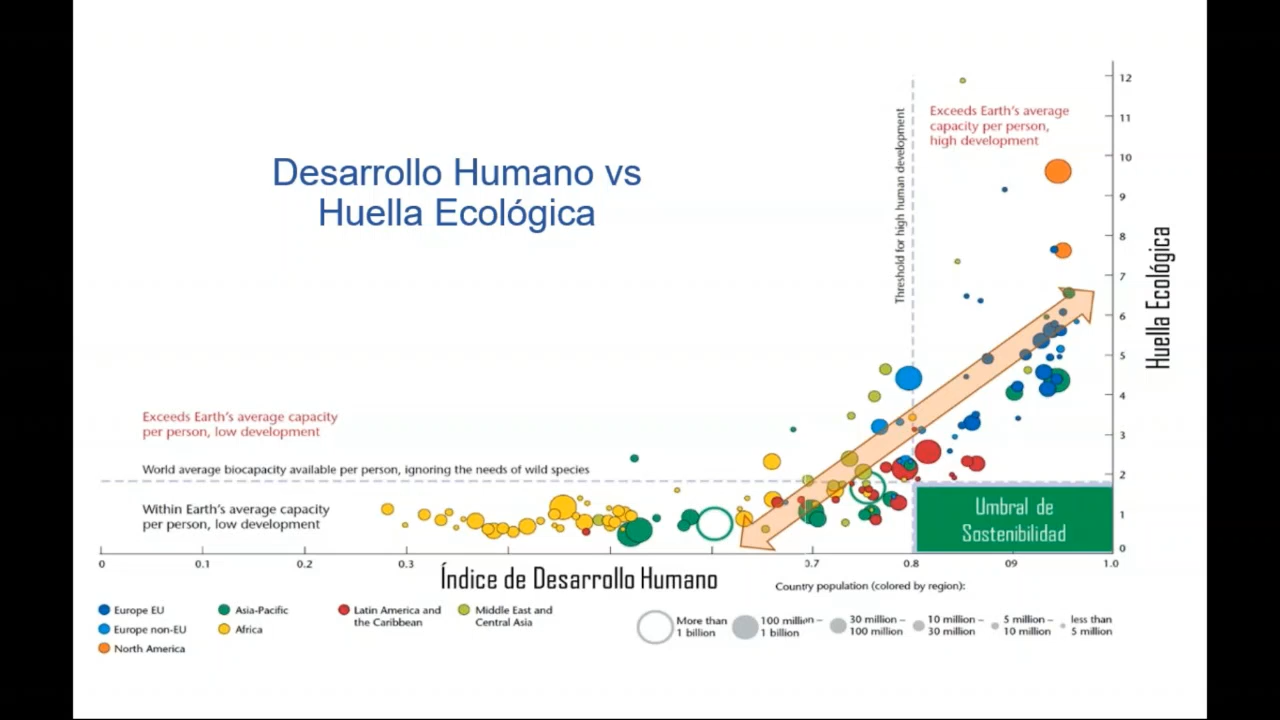 Desarrollo Humano vs
Huella Ecológica
Exceeds Earth's average
capacity per person,
high development
Threshold for high human development
12
11
10
9
8
7
6
5
4
3
2
1
0
Huella Ecológica
Exceeds Earth's average capacity
per person, low development
World average biocapacity available per person, ignoring the needs of wild species
Within Earth's average capacity
per person, low development
Umbral de
Sostenibilidad
0 0.1 0.2 0.3 0.7 0.8 09 1.0
Índice de Desarrollo Humano
Country population (colored by region):
Europe EU
Europe non-EU
North America
Asia-Pacific
Africa
Latin America and
the Caribbean
Middle East and
Central Asia
More than
1 billion
100 million –
1 billion
30 million –
100 million
10 million –
30 million
5 million –
10 million
less than
5 million